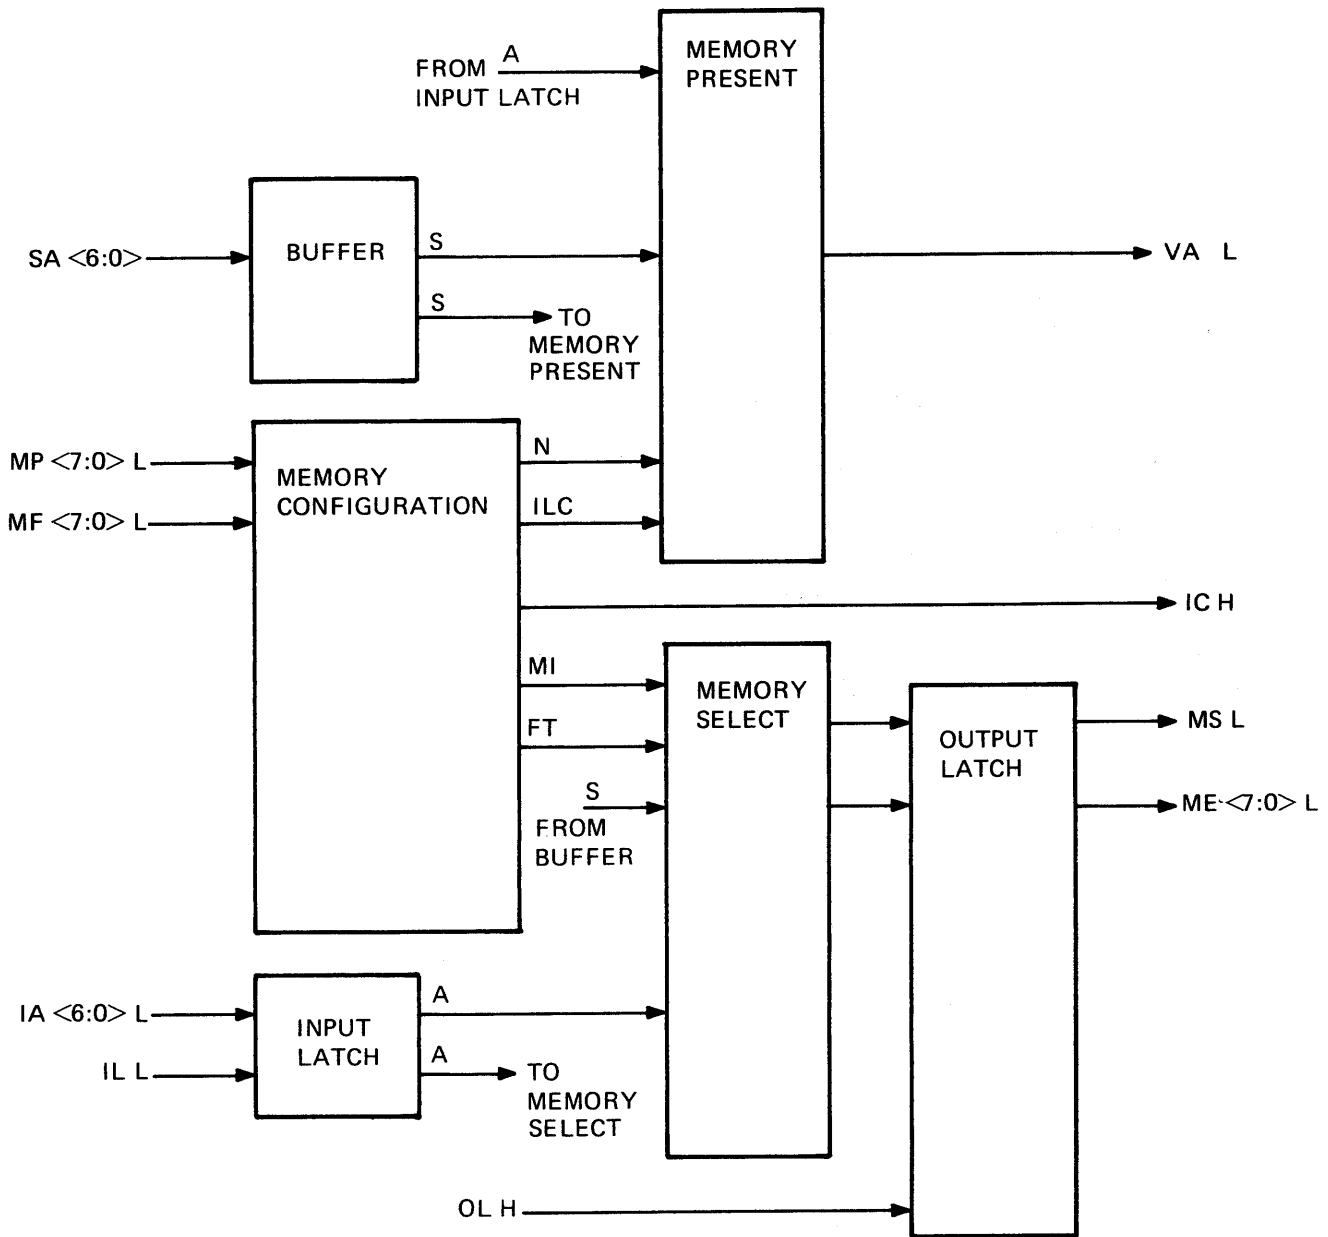 MEMORY
PRESENT
A
FROM
INPUT LATCH
BUFFER
SA <6:0>
S
S
TO
MEMORY
PRESENT
VA L
MP <7:0> L
MF <7:0> L
MEMORY
CONFIGURATION
N
ILC
IC H
MI
FT
S
FROM
BUFFER
MEMORY
SELECT
OUTPUT
LATCH
MS L
ME <7:0> L
IA <6:0> L
IL L
INPUT
LATCH
A
A
TO
MEMORY
SELECT
OL H